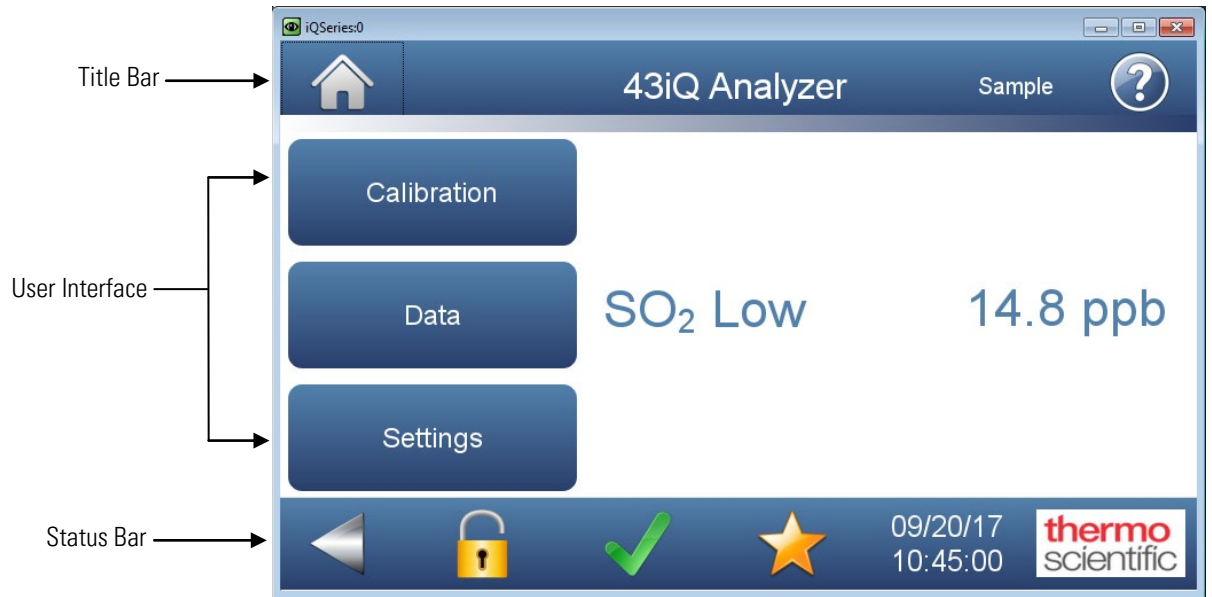 iQSeries:0
Title Bar
43iQ Analyzer
Sample
?
Calibration
User Interface
Data
SO₂ Low
14.8 ppb
Settings
Status Bar
09/20/17
10:45:00
thermo
scientific